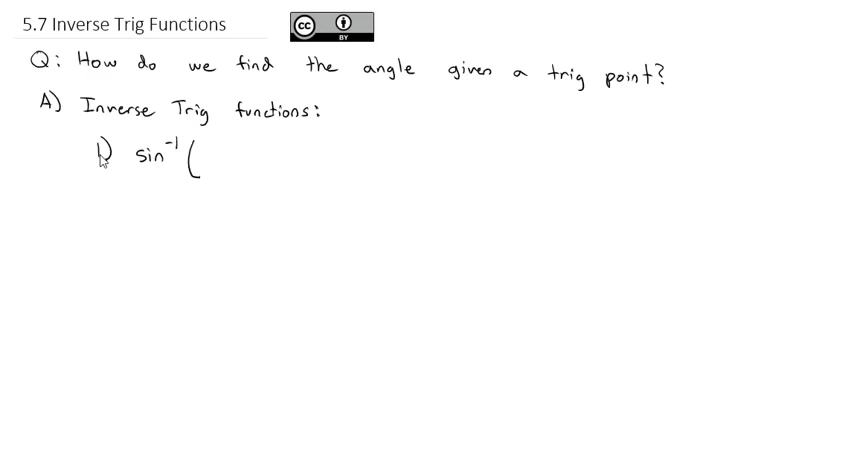 5.7 Inverse Trig Functions
cc BY
Q: How do we find the angle given a trig point?
A) Inverse Trig functions:
1) sin⁻¹ (